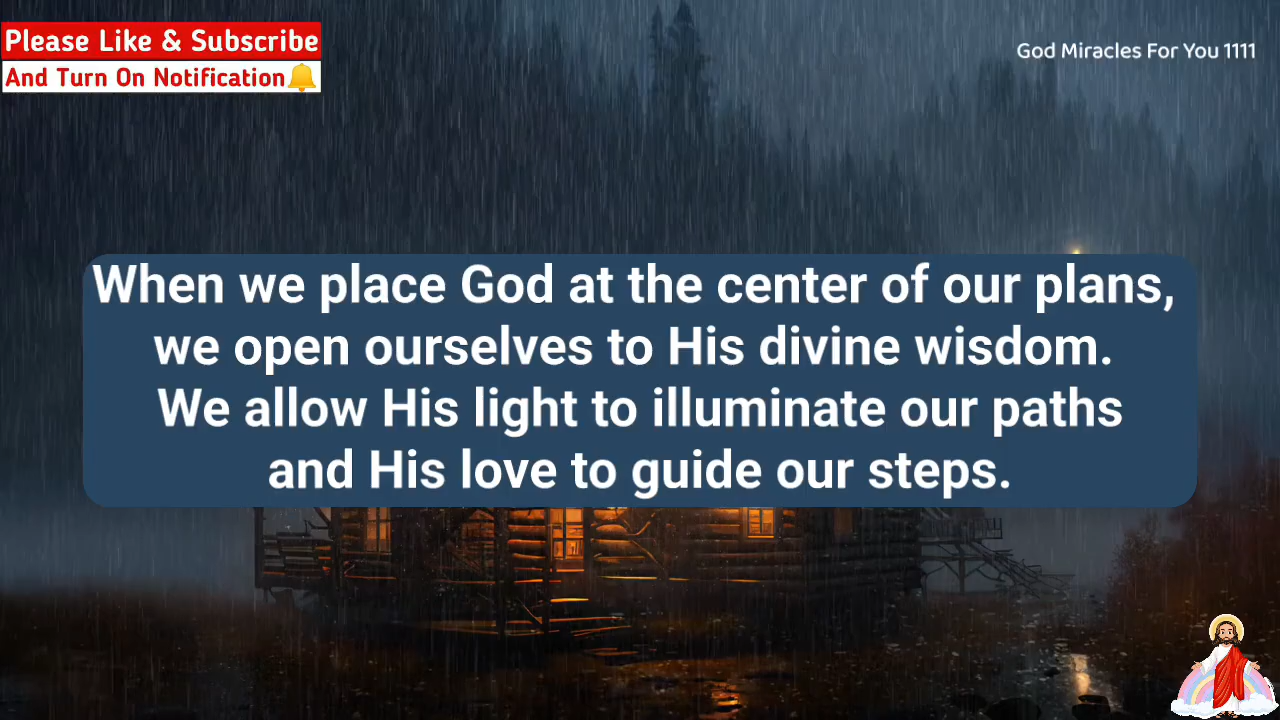 Please Like & Subscribe
And Turn On Notification🔔
God Miracles For You 1111
When we place God at the center of our plans,
we open ourselves to His divine wisdom.
We allow His light to illuminate our paths
and His love to guide our steps.